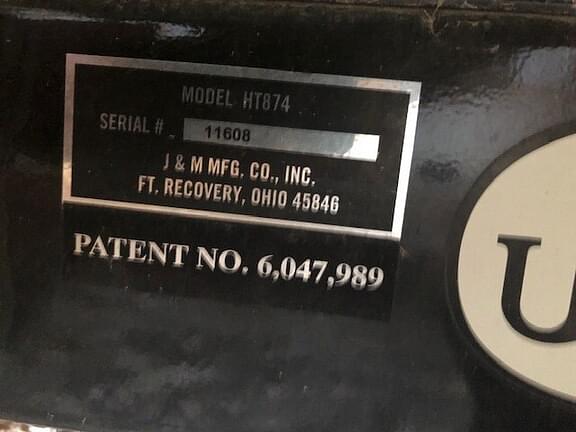 MODEL HT874
SERIAL # 11608
J & M MFG. CO., INC.
FT. RECOVERY, OHIO 45846
PATENT NO. 6,047,989
U